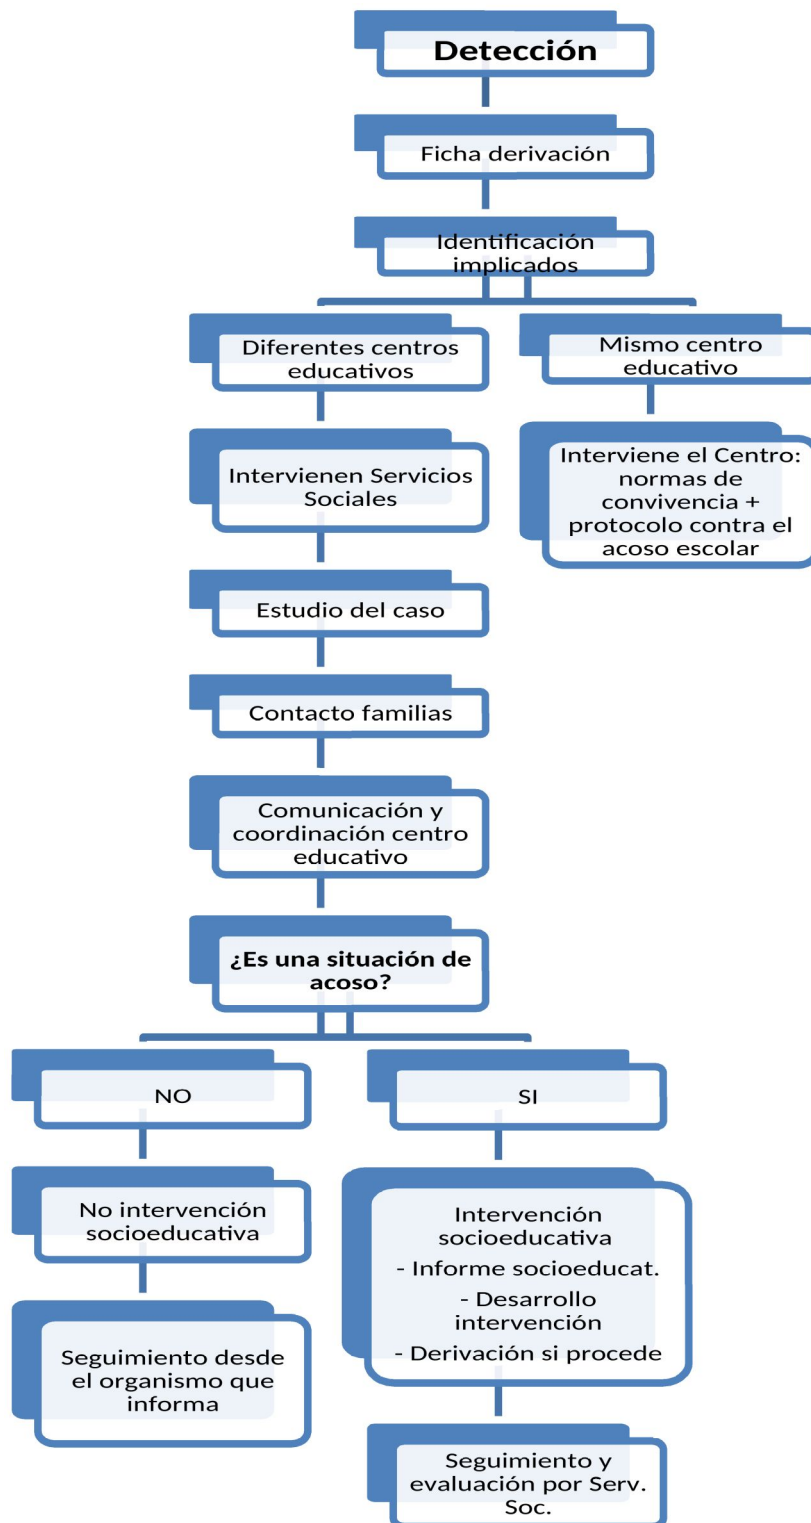 Detección
Ficha derivación
Identificación
implicados
Diferentes centros
educativos
Mismo centro
educativo
Intervienen Servicios
Sociales
Interviene el Centro:
normas de
convivencia +
protocolo contra el
acoso escolar
Estudio del caso
Contacto familias
Comunicación y
coordinación centro
educativo
¿Es una situación de
acoso?
NO
SI
No intervención
socioeducativa
Seguimiento desde
el organismo que
informa
Intervención
socioeducativa
- Informe socioeducat.
- Desarrollo
intervención
- Derivación si procede
Seguimiento y
evaluación por Serv.
Soc.